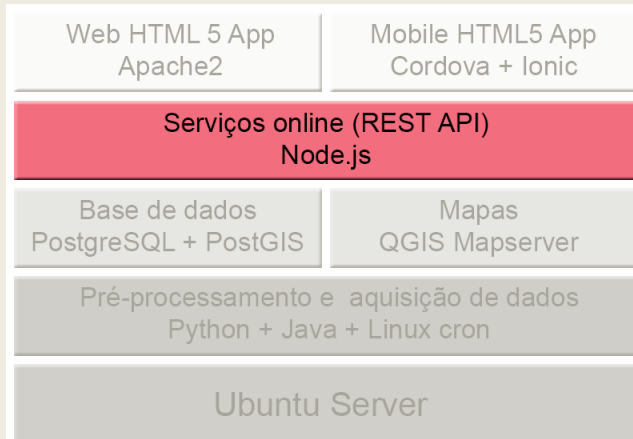 Web HTML 5 App
Apache2
Mobile HTML5 App
Cordova + Ionic
Serviços online (REST API)
Node.js
Base de dados
PostgreSQL + PostGIS
Mapas
QGIS Mapserver
Pré-processamento e aquisição de dados
Python + Java + Linux cron
Ubuntu Server